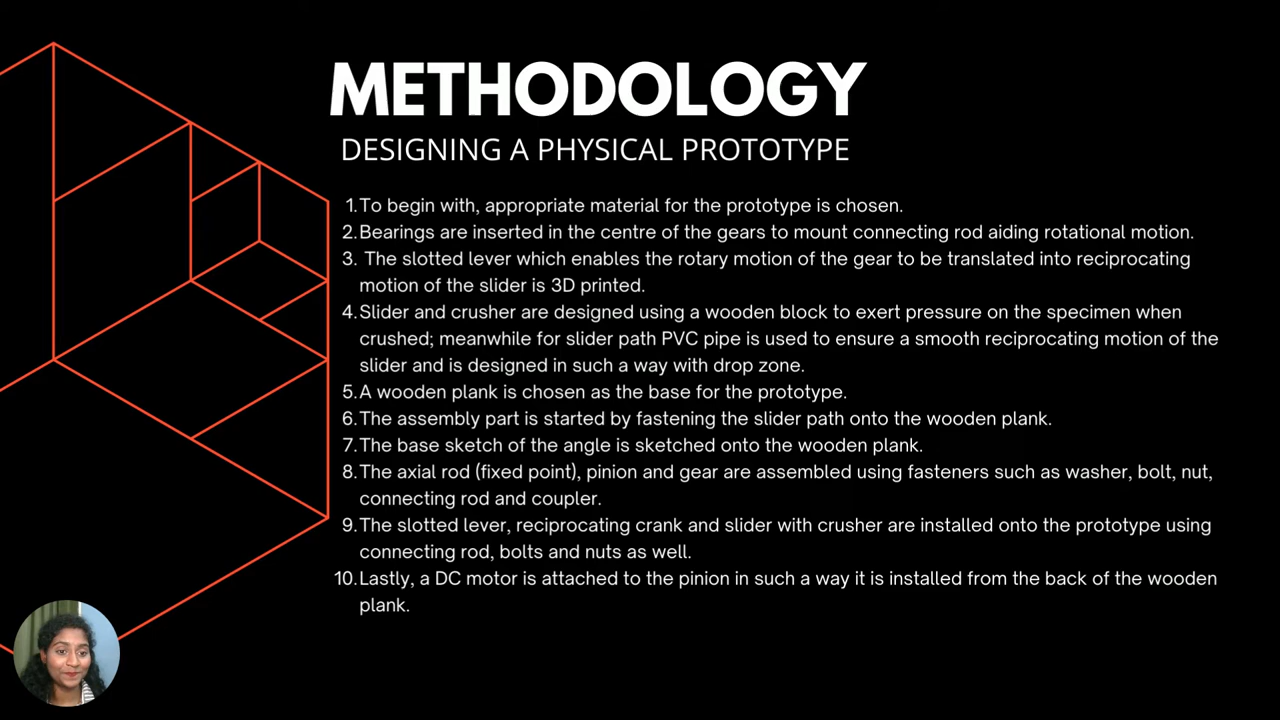 METHODOLOGY
DESIGNING A PHYSICAL PROTOTYPE
1. To begin with, appropriate material for the prototype is chosen.
2. Bearings are inserted in the centre of the gears to mount connecting rod aiding rotational motion.
3. The slotted lever which enables the rotary motion of the gear to be translated into reciprocating
motion of the slider is 3D printed.
4. Slider and crusher are designed using a wooden block to exert pressure on the specimen when
crushed; meanwhile for slider path PVC pipe is used to ensure a smooth reciprocating motion of the
slider and is designed in such a way with drop zone.
5. A wooden plank is chosen as the base for the prototype.
6. The assembly part is started by fastening the slider path onto the wooden plank.
7. The base sketch of the angle is sketched onto the wooden plank.
8. The axial rod (fixed point), pinion and gear are assembled using fasteners such as washer, bolt, nut,
connecting rod and coupler.
9. The slotted lever, reciprocating crank and slider with crusher are installed onto the prototype using
connecting rod, bolts and nuts as well.
10. Lastly, a DC motor is attached to the pinion in such a way it is installed from the back of the wooden
plank.